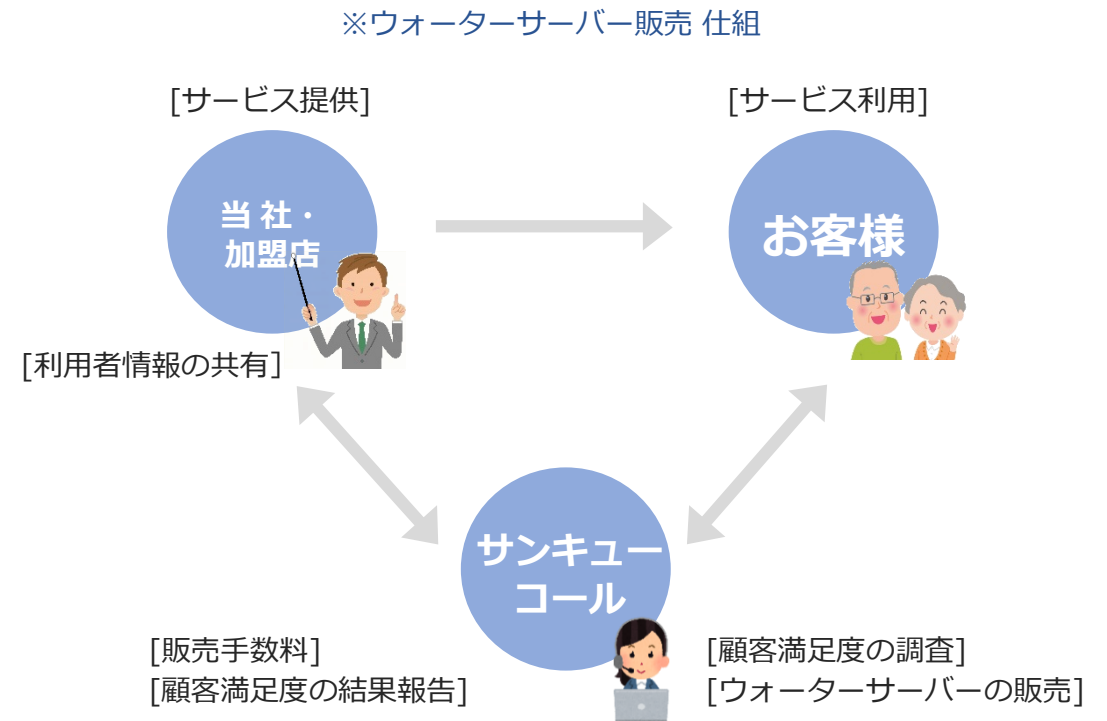 ※ウォーターサーバー販売 仕組
[サービス提供]
[サービス利用]
当 社・
加盟店
お客様
[利用者情報の共有]
サンキュー
コール
[販売手数料]
[顧客満足度の結果報告]
[顧客満足度の調査]
[ウォーターサーバーの販売]